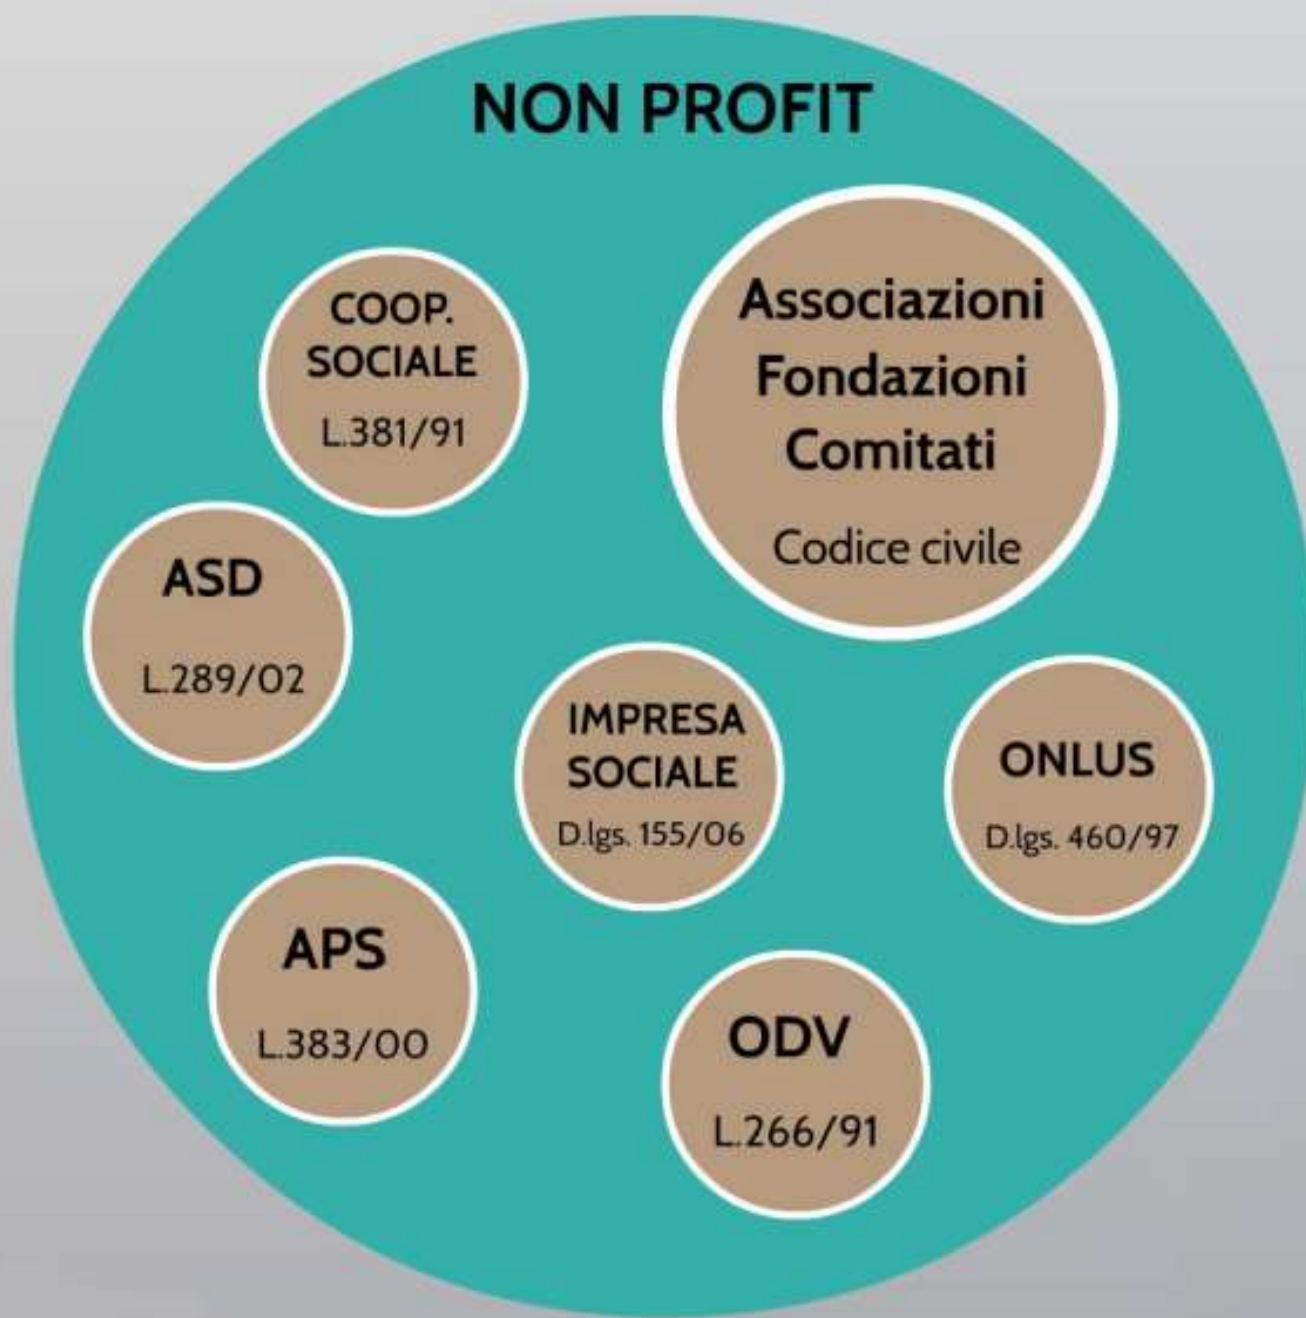 NON PROFIT
COOP.
SOCIALE
L.381/91
Associazioni
Fondazioni
Comitati
Codice civile
ASD
L.289/02
IMPRESA
SOCIALE
D.lgs. 155/06
ONLUS
D.lgs. 460/97
APS
L.383/00
ODV
L.266/91